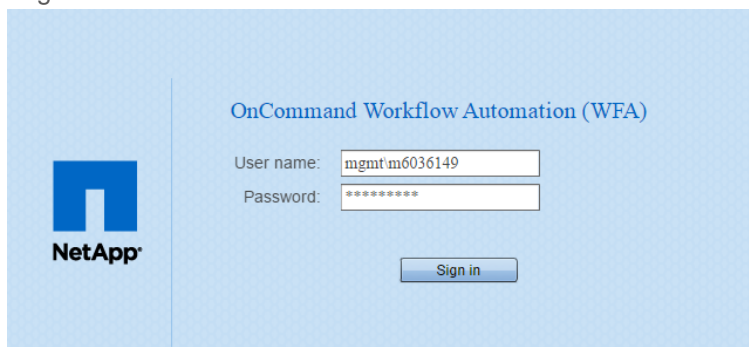 OnCommand Workflow Automation (WFA)
User name: mgmt\m6036149
Password: *********
NetApp
Sign in